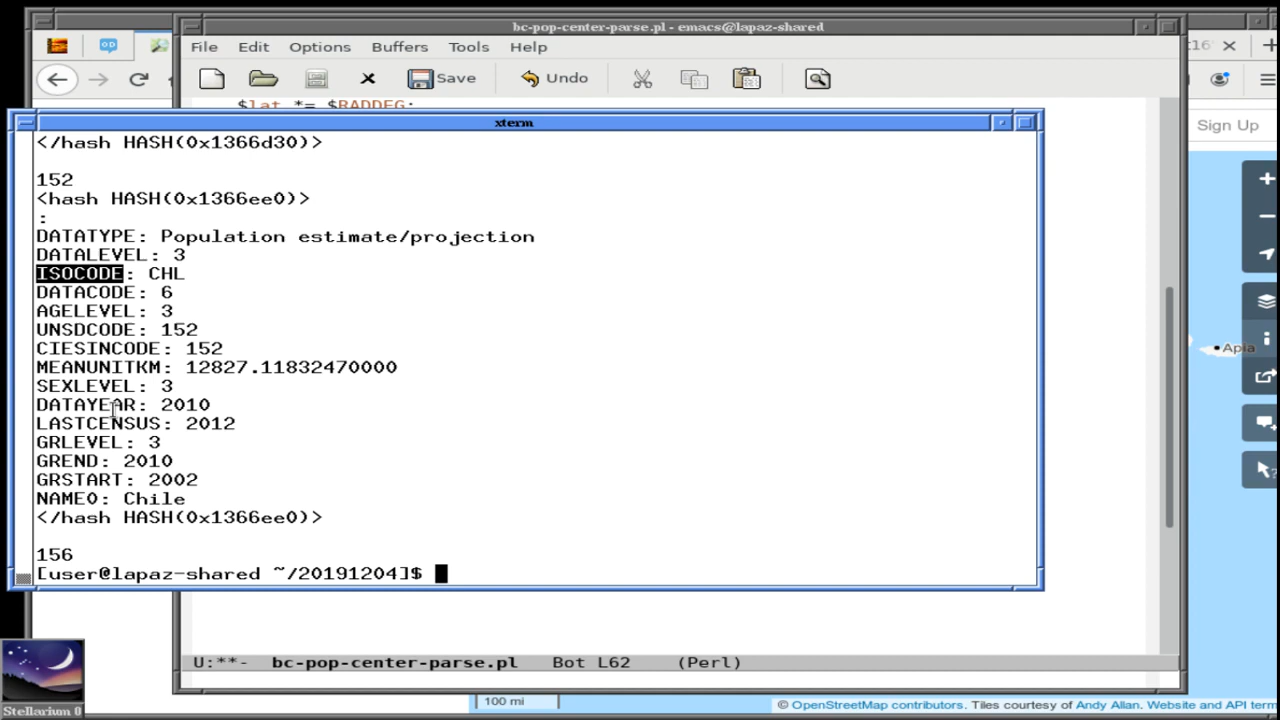 bc-pop-center-parse.pl - emacs@lapaz-shared
File Edit Options Buffers Tools Help
Save Undo
$lat *= $RADDEG;
xterm
</hash HASH(0x1366d30)>
152
<hash HASH(0x1366ee0)>
:
DATATYPE: Population estimate/projection
DATALEVEL: 3
ISOCODE: CHL
DATACODE: 6
AGELEVEL: 3
UNSDCODE: 152
CIESINCODE: 152
MEANUNITKM: 12827.11832470000
SEXLEVEL: 3
DATAYEAR: 2010
LASTCENSUS: 2012
GRLEVEL: 3
GREND: 2010
GRSTART: 2002
NAME0: Chile
</hash HASH(0x1366ee0)>
156
[user@lapaz-shared ~/20191204]$
U:**- bc-pop-center-parse.pl Bot L62 (Perl)
Sign Up
Apia
Stellarium 0
100 mi
© OpenStreetMap contributors. Tiles courtesy of Andy Allan. Website and API term